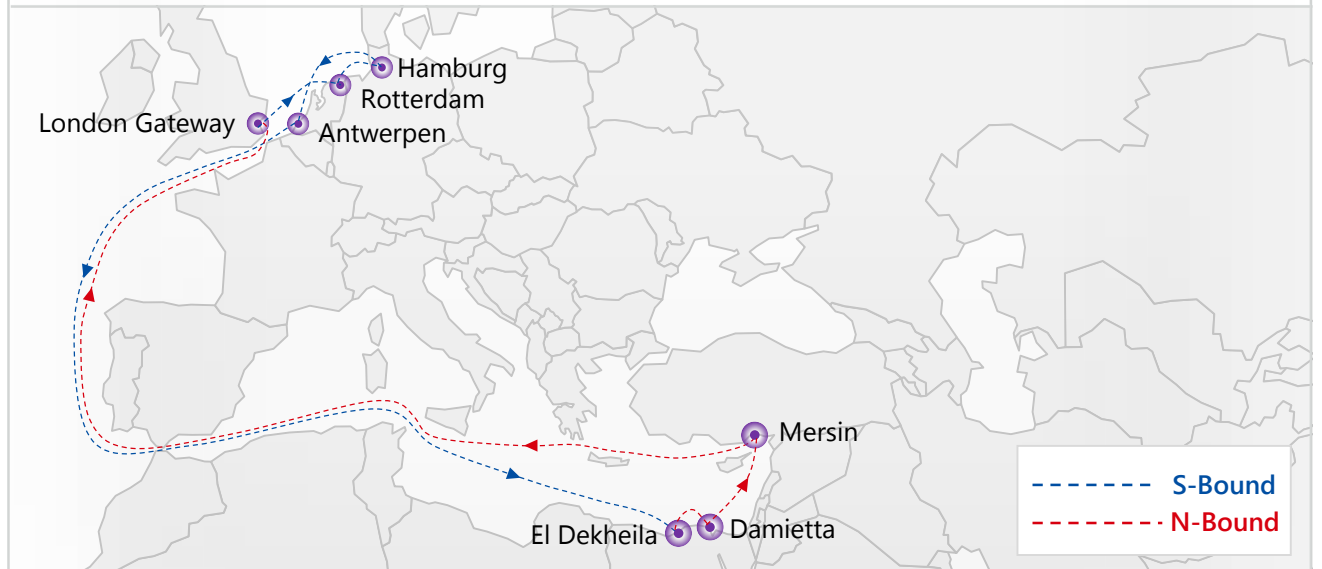 Hamburg
Rotterdam
London Gateway
Antwerpen
Mersin
El Dekheila
Damietta
S-Bound
N-Bound